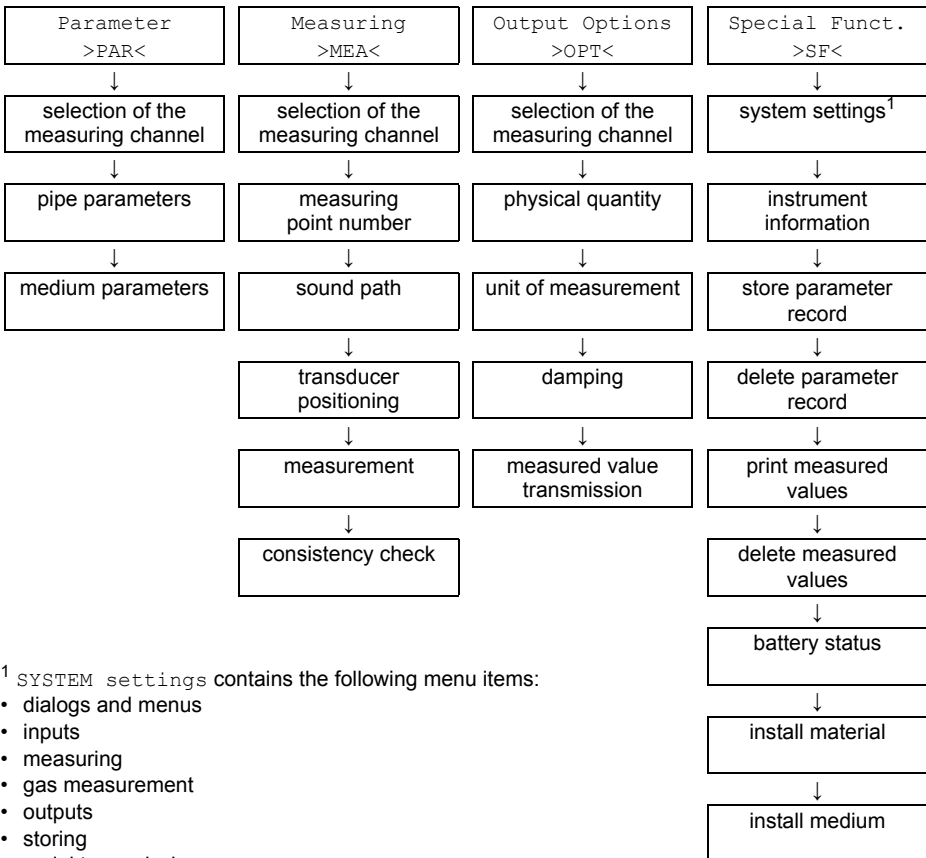 Parameter
>PAR<
↓
selection of the
measuring channel
↓
pipe parameters
↓
medium parameters
Measuring
>MEA<
↓
selection of the
measuring channel
↓
measuring
point number
↓
sound path
↓
transducer
positioning
↓
measurement
↓
consistency check
Output Options
>OPT<
↓
selection of the
measuring channel
↓
physical quantity
↓
unit of measurement
↓
damping
↓
measured value
transmission
Special Funct.
>SF<
↓
system settings1
↓
instrument
information
↓
store parameter
record
↓
delete parameter
record
↓
print measured
values
↓
delete measured
values
↓
battery status
↓
install material
↓
install medium
1 SYSTEM settings contains the following menu items:
• dialogs and menus
• inputs
• measuring
• gas measurement
• outputs
• storing